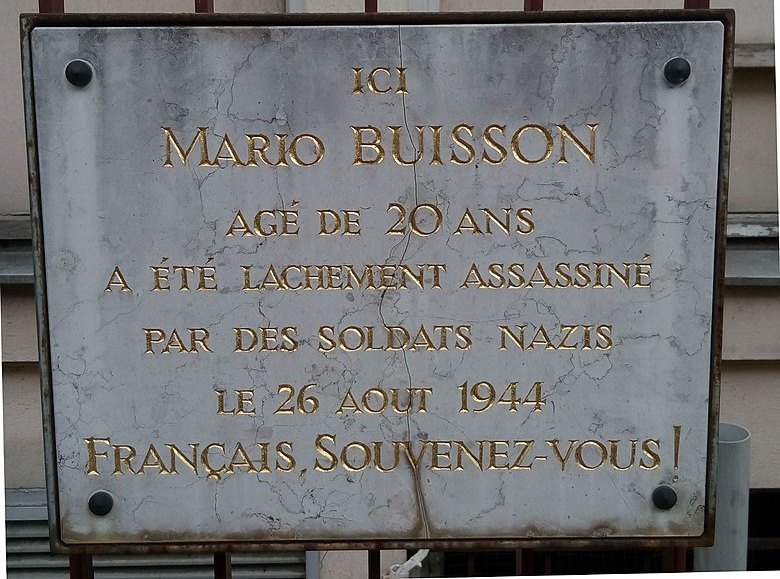 ICI
MARIO BUISSON
AGÉ DE 20 ANS
A ÉTÉ LACHEMENT ASSASSINÉ
PAR DES SOLDATS NAZIS
LE 26 AOUT 1944
FRANÇAIS, SOUVENEZ-VOUS !